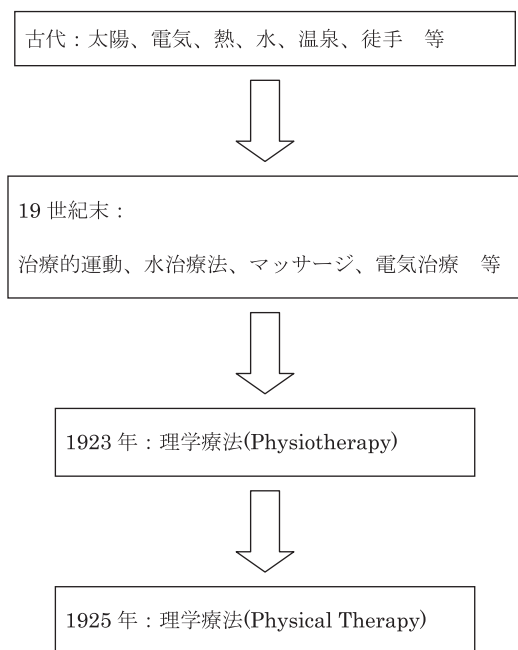 古代：太陽、電気、熱、水、温泉、徒手　等
19 世紀末：
治療的運動、水治療法、マッサージ、電気治療　等
1923 年：理学療法(Physiotherapy)
1925 年：理学療法(Physical Therapy)